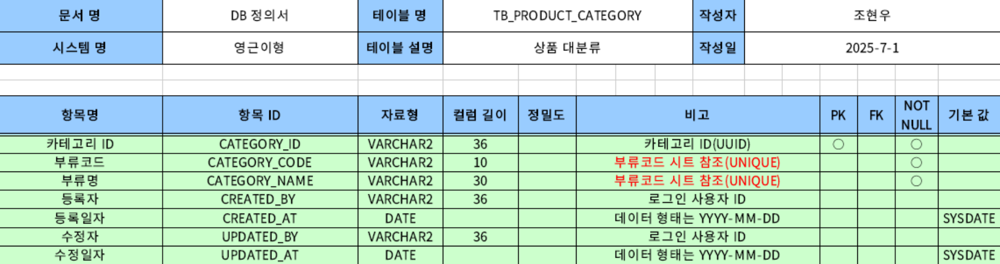 문서 명 DB 정의서 테이블 명 TB_PRODUCT_CATEGORY 작성자 조현우
시스템 명 영근이형 테이블 설명 상품 대분류 작성일 2025-7-1
항목명 항목 ID 자료형 컬럼 길이 정밀도 비고 PK FK NOT NULL 기본 값
카테고리 ID CATEGORY_ID VARCHAR2 36 카테고리 ID(UUID) ○ ○
부류코드 CATEGORY_CODE VARCHAR2 10 부류코드 시트 참조(UNIQUE) ○
부류명 CATEGORY_NAME VARCHAR2 30 부류코드 시트 참조(UNIQUE) ○
등록자 CREATED_BY VARCHAR2 36 로그인 사용자 ID
등록일자 CREATED_AT DATE 데이터 형태는 YYYY-MM-DD SYSDATE
수정자 UPDATED_BY VARCHAR2 36 로그인 사용자 ID
수정일자 UPDATED_AT DATE 데이터 형태는 YYYY-MM-DD SYSDATE